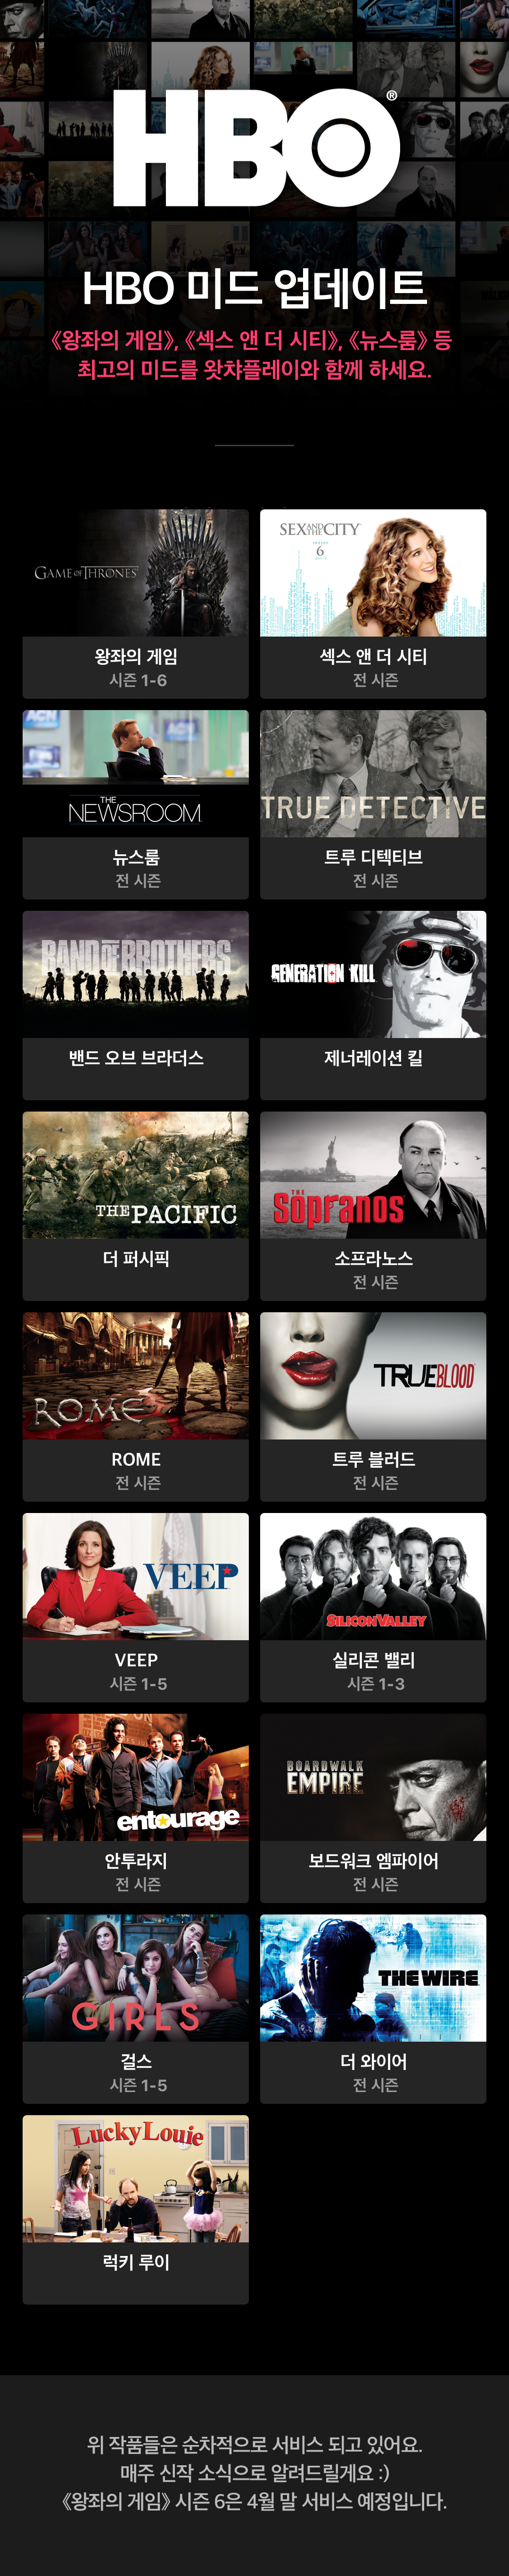 HBO®
HBO 미드 업데이트
《왕좌의 게임》, 《섹스 앤 더 시티》, 《뉴스룸》 등
최고의 미드를 왓챠플레이와 함께 하세요.
GAME OF THRONES
왕좌의 게임
시즌 1-6
SEX AND THE CITY
6
섹스 앤 더 시티
전 시즌
ACN
THE
NEWSROOM
뉴스룸
전 시즌
TRUE DETECTIVE
트루 디텍티브
전 시즌
BAND OF BROTHERS
밴드 오브 브라더스
GENERATION KILL
제너레이션 킬
THE PACIFIC
더 퍼시픽
THE
Sopranos
소프라노스
전 시즌
ROME
ROME
전 시즌
TRUE BLOOD
트루 블러드
전 시즌
VEEP
VEEP
시즌 1-5
SILICON VALLEY
실리콘 밸리
시즌 1-3
entourage
안투라지
전 시즌
BOARDWALK
EMPIRE
보드워크 엠파이어
전 시즌
GIRLS
걸스
시즌 1-5
THE WIRE
더 와이어
전 시즌
Lucky Louie
럭키 루이
위 작품들은 순차적으로 서비스 되고 있어요.
매주 신작 소식으로 알려드릴게요 :)
《왕좌의 게임》 시즌 6은 4월 말 서비스 예정입니다.